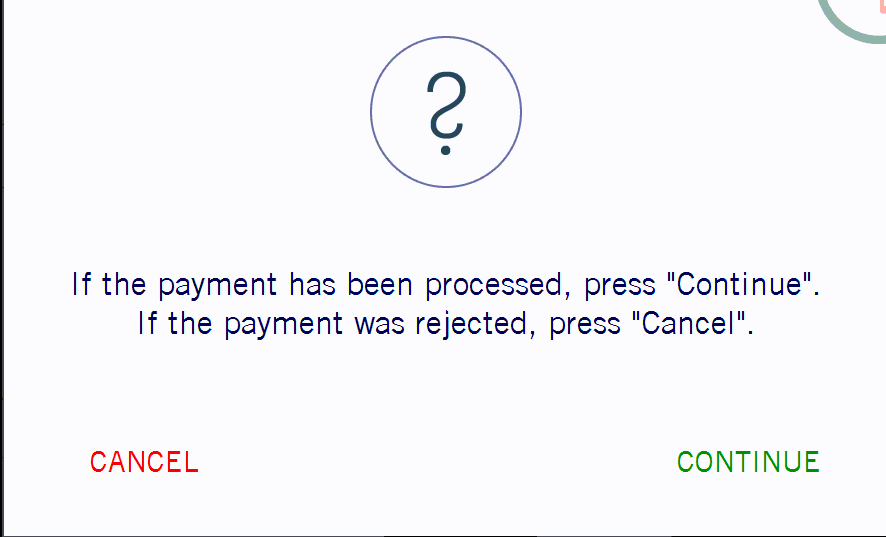 ?
If the payment has been processed, press "Continue".
If the payment was rejected, press "Cancel".
CANCEL
CONTINUE